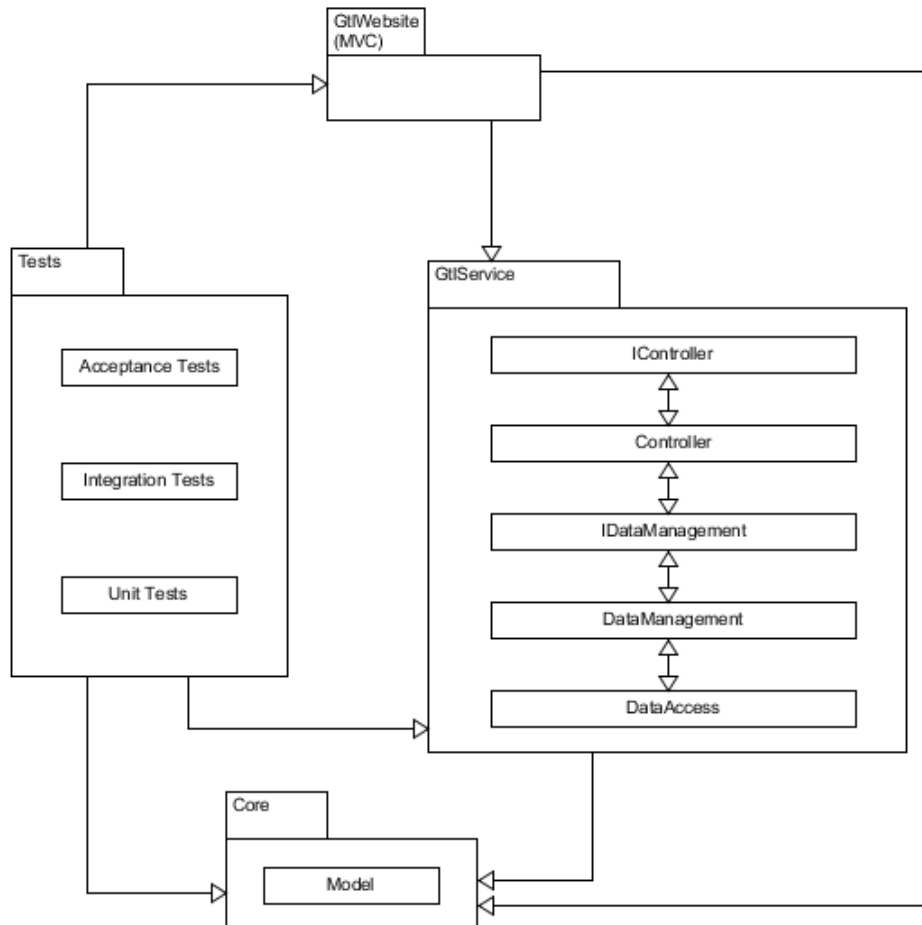 GtlWebsite
(MVC)
Tests
GtlService
IController
Acceptance Tests
Controller
Integration Tests
IDataManagement
Unit Tests
DataManagement
DataAccess
Core
Model